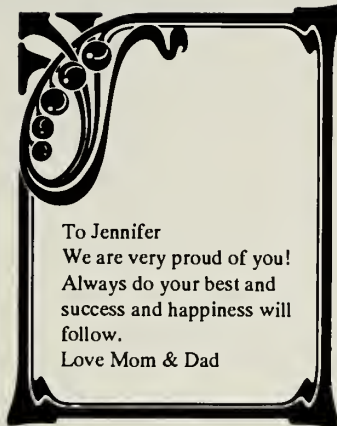 To Jennifer
We are very proud of you!
Always do your best and
success and happiness will
follow.
Love Mom & Dad